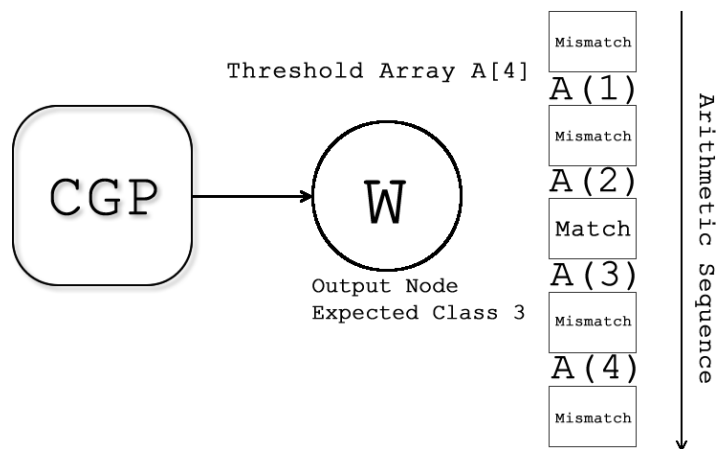 CGP
W
Output Node
Expected Class 3
Threshold Array A[4]
Mismatch
A(1)
Mismatch
A(2)
Match
A(3)
Mismatch
A(4)
Mismatch
Arithmetic Sequence